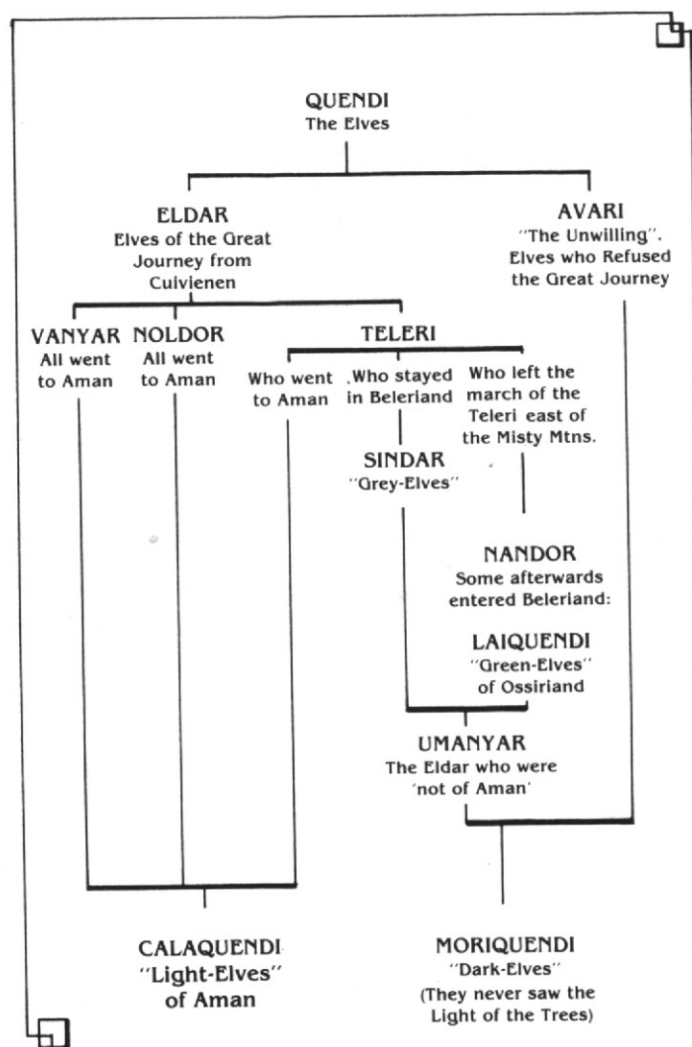 QUENDI
The Elves
ELDAR
Elves of the Great
Journey from
Cuivienen
AVARI
"The Unwilling".
Elves who Refused
the Great Journey
VANYAR
All went
to Aman
NOLDOR
All went
to Aman
TELERI
Who went
to Aman
Who stayed
in Beleriand
Who left the
march of the
Teleri east of
the Misty Mtns.
SINDAR
"Grey-Elves"
NANDOR
Some afterwards
entered Beleriand:
LAIQUENDI
"Green-Elves"
of Ossiriand
UMANYAR
The Eldar who were
'not of Aman'
CALAQUENDI
"Light-Elves"
of Aman
MORIQUENDI
"Dark-Elves"
(They never saw the
Light of the Trees)